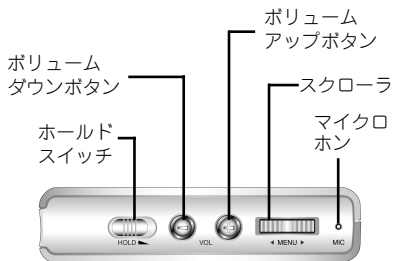 ボリューム
アップボタン
ボリューム
ダウンボタン
スクローラ
マイクロ
ホン
ホールド
スイッチ
HOLD
VOL
◄ MENU ►
MIC